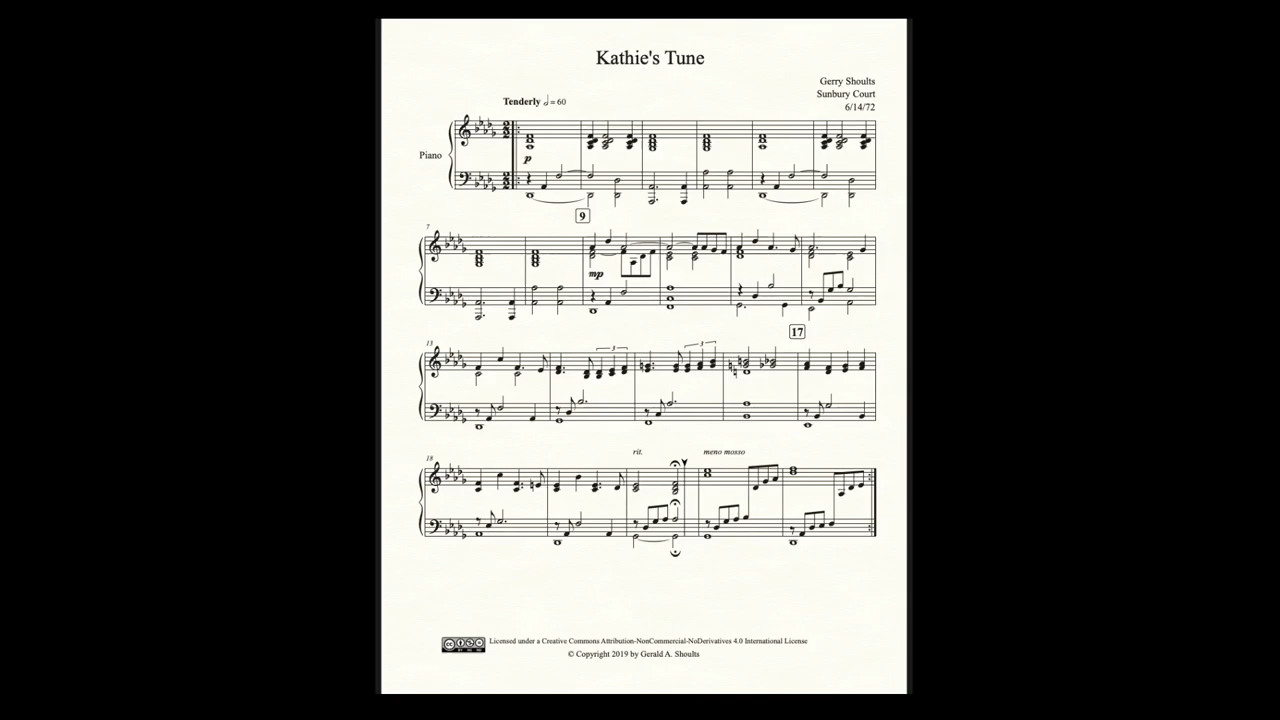 Kathie's Tune
Gerry Shoults
Sunbury Court
6/14/72
Tenderly 𝅗𝅥 = 60
Piano
p
9
7
mp
17
13
3
3
18
rit.
meno mosso
Licensed under a Creative Commons Attribution-NonCommercial-NoDerivatives 4.0 International License
© Copyright 2019 by Gerald A. Shoults